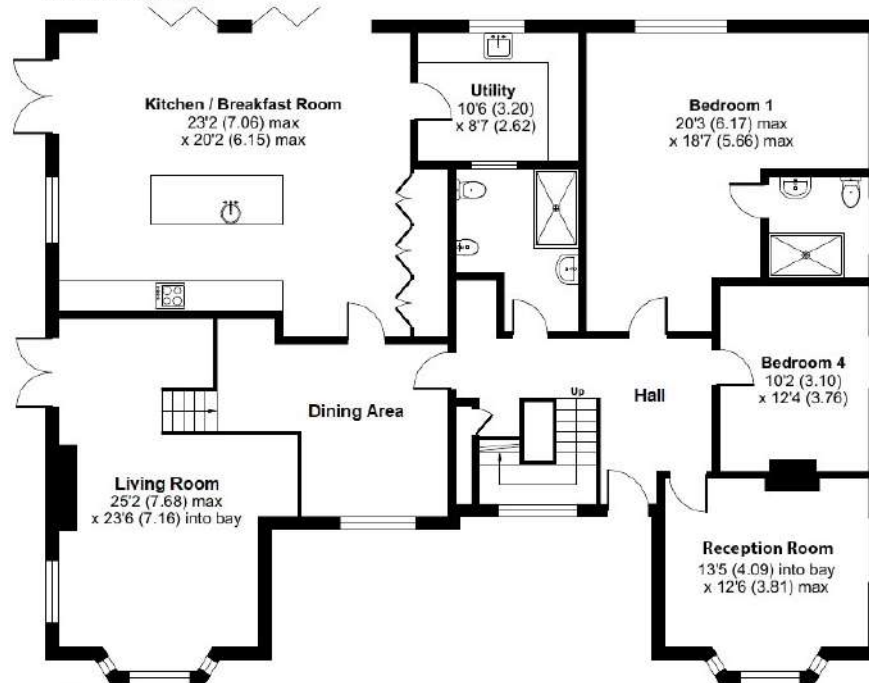 Kitchen / Breakfast Room
23'2 (7.06) max
x 20'2 (6.15) max
Utility
10'6 (3.20)
x 8'7 (2.62)
Bedroom 1
20'3 (6.17) max
x 18'7 (5.66) max
Bedroom 4
10'2 (3.10)
x 12'4 (3.76)
Up
Hall
Dining Area
Living Room
25'2 (7.68) max
x 23'6 (7.16) into bay
Reception Room
13'5 (4.09) into bay
x 12'6 (3.81) max